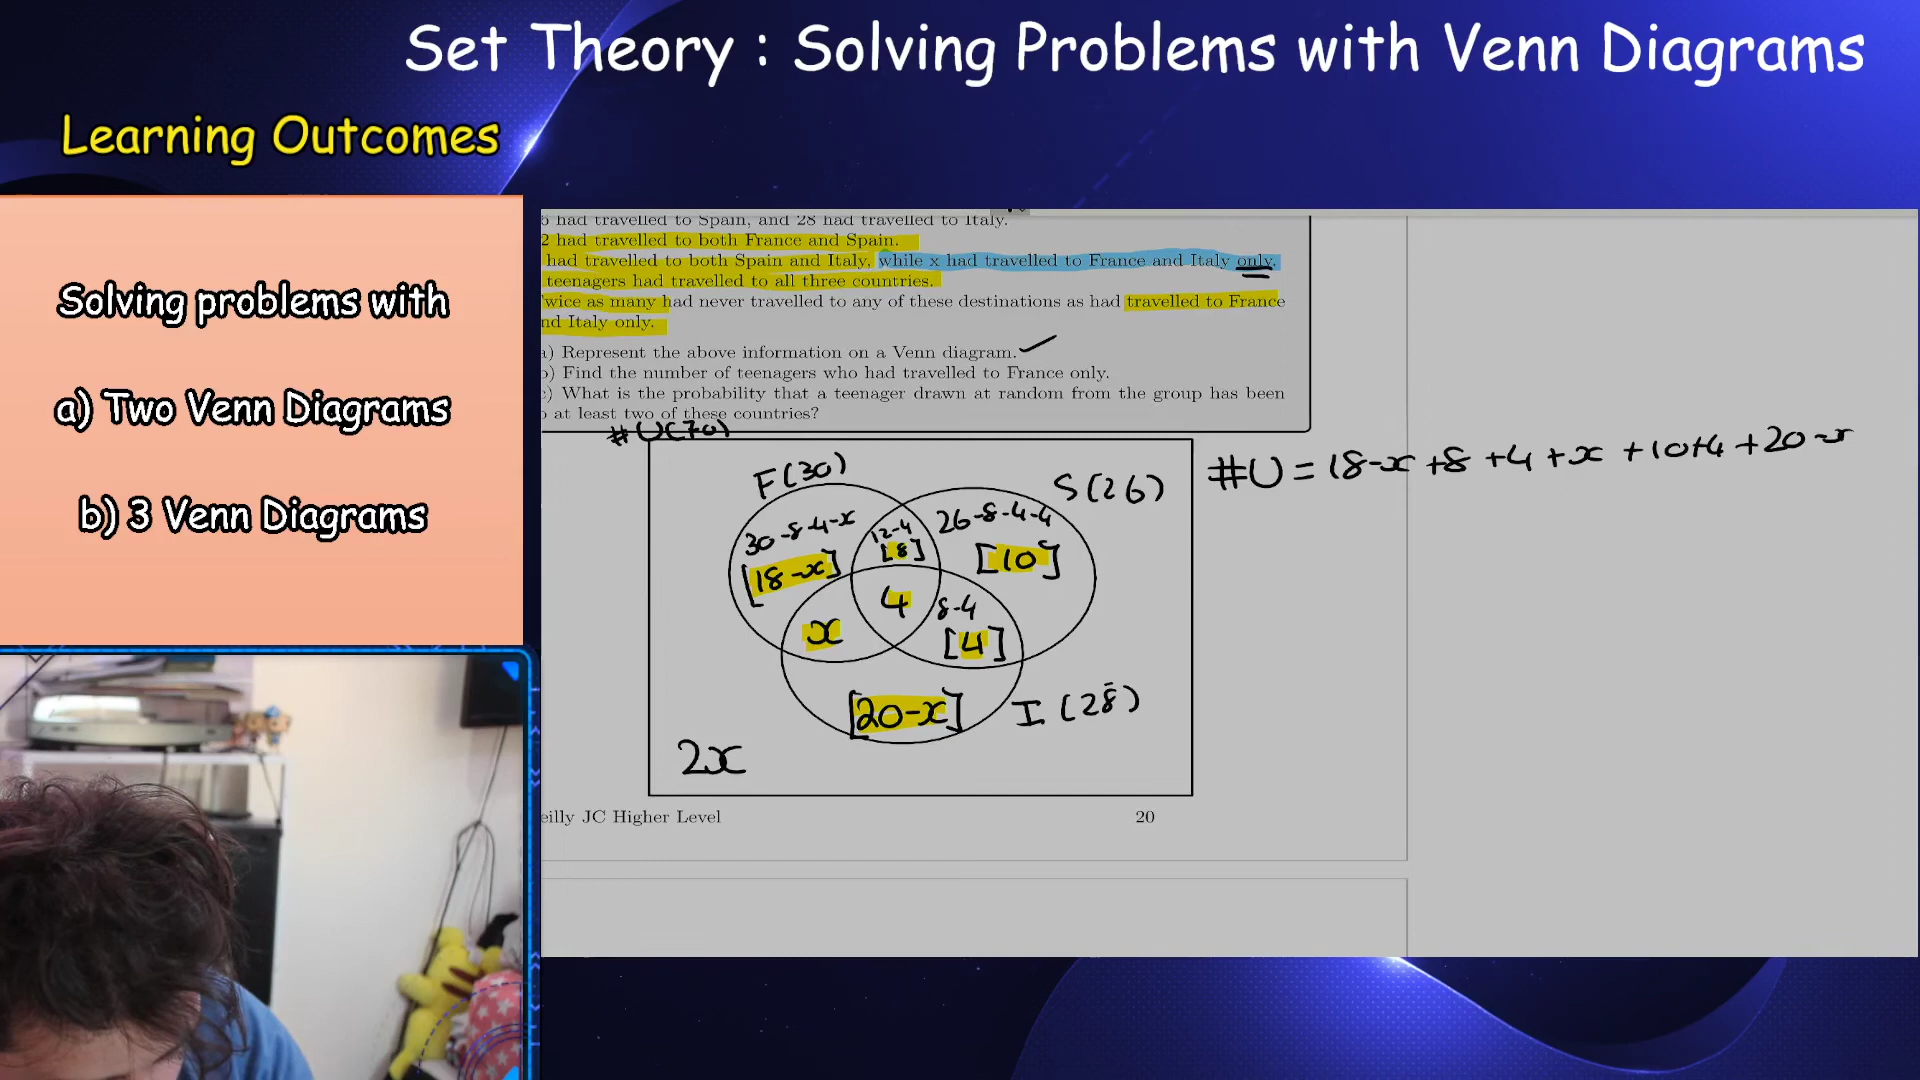 Set Theory : Solving Problems with Venn Diagrams
Learning Outcomes
Solving problems with
a) Two Venn Diagrams
b) 3 Venn Diagrams
had travelled to Spain, and 28 had travelled to Italy.
2 had travelled to both France and Spain.
had travelled to both Spain and Italy, while x had travelled to France and Italy only.
teenagers had travelled to all three countries.
wice as many had never travelled to any of these destinations as had travelled to France
nd Italy only.
a) Represent the above information on a Venn diagram.
b) Find the number of teenagers who had travelled to France only.
c) What is the probability that a teenager drawn at random from the group has been
o at least two of these countries?
#U(70)
#U = 18-x +8 +4 +x +10+4 +20-x
F(30)
S(26)
30-8-4-x
12-4
26-8-4-4
[18-x]
[8]
[10]
4
8-4
x
[4]
[20-x]
I (28)
2x
eilly JC Higher Level
20